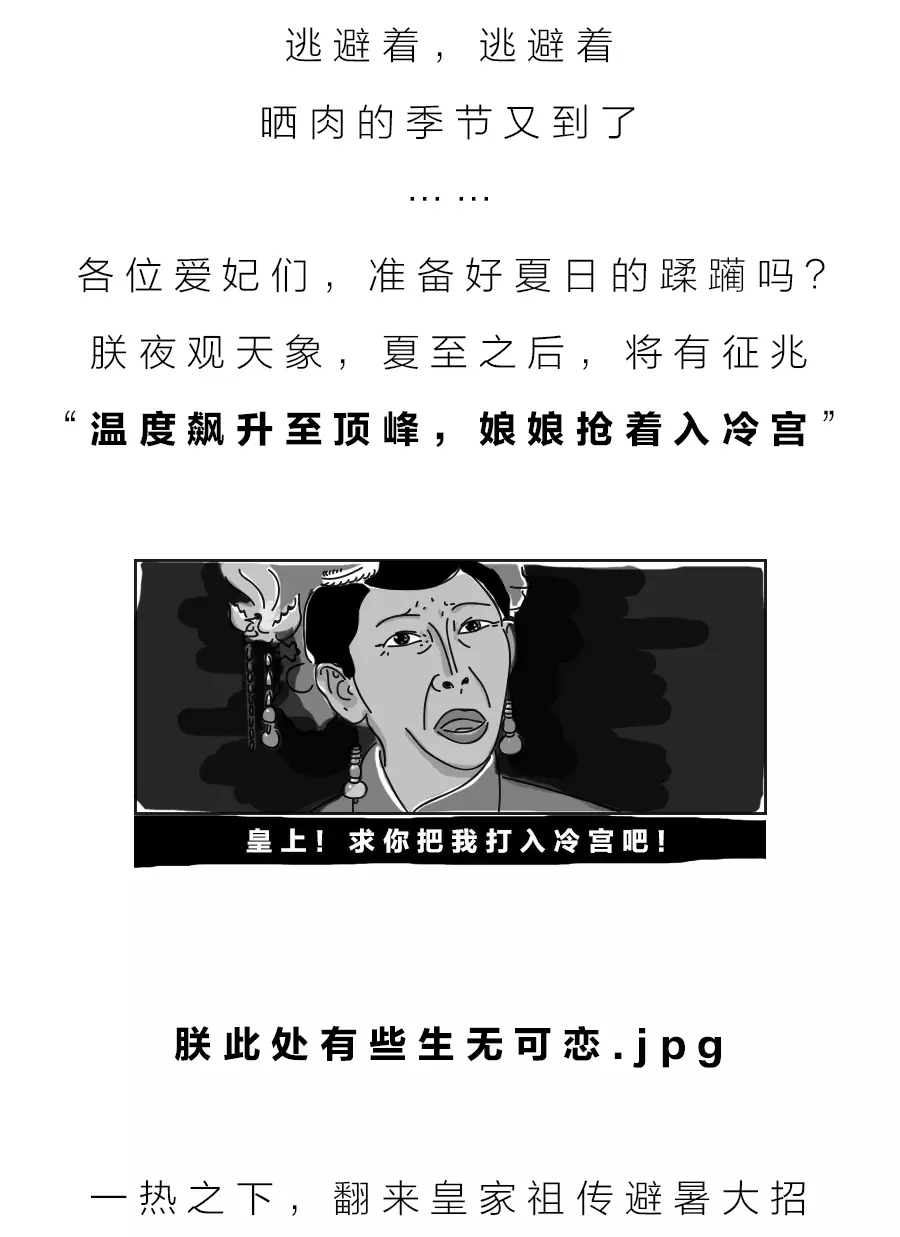 逃避着，逃避着
晒肉的季节又到了
……
各位爱妃们，准备好夏日的蹂躏吗？
朕夜观天象，夏至之后，将有征兆
“温度飙升至顶峰，娘娘抢着入冷宫”
皇上！求你把我打入冷宫吧！
朕此处有些生无可恋.jpg
一热之下，翻来皇家祖传避暑大招